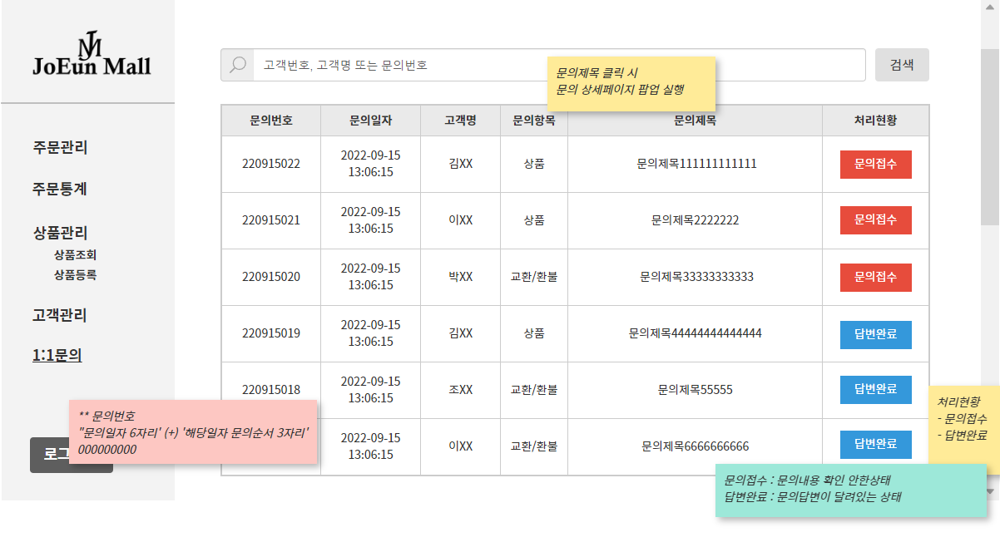 JM
JoEun Mall
고객번호, 고객명 또는 문의번호
검색
문의제목 클릭 시
문의 상세페이지 팝업 실행
주문관리
주문통계
상품관리
상품조회
상품등록
고객관리
1:1문의
로그
문의번호 문의일자 고객명 문의항목 문의제목 처리현황
220915022 2022-09-15 13:06:15 김XX 상품 문의제목111111111111 문의접수
220915021 2022-09-15 13:06:15 이XX 상품 문의제목2222222 문의접수
220915020 2022-09-15 13:06:15 박XX 교환/환불 문의제목33333333333 문의접수
220915019 2022-09-15 13:06:15 김XX 상품 문의제목44444444444444 답변완료
220915018 2022-09-15 13:06:15 조XX 교환/환불 문의제목55555 답변완료
2022-09-15 13:06:15 이XX 교환/환불 문의제목6666666666 답변완료
** 문의번호
"문의일자 6자리' (+) '해당일자 문의순서 3자리'
000000000
처리현황
- 문의접수
- 답변완료
문의접수 : 문의내용 확인 안한상태
답변완료 : 문의답변이 달려있는 상태